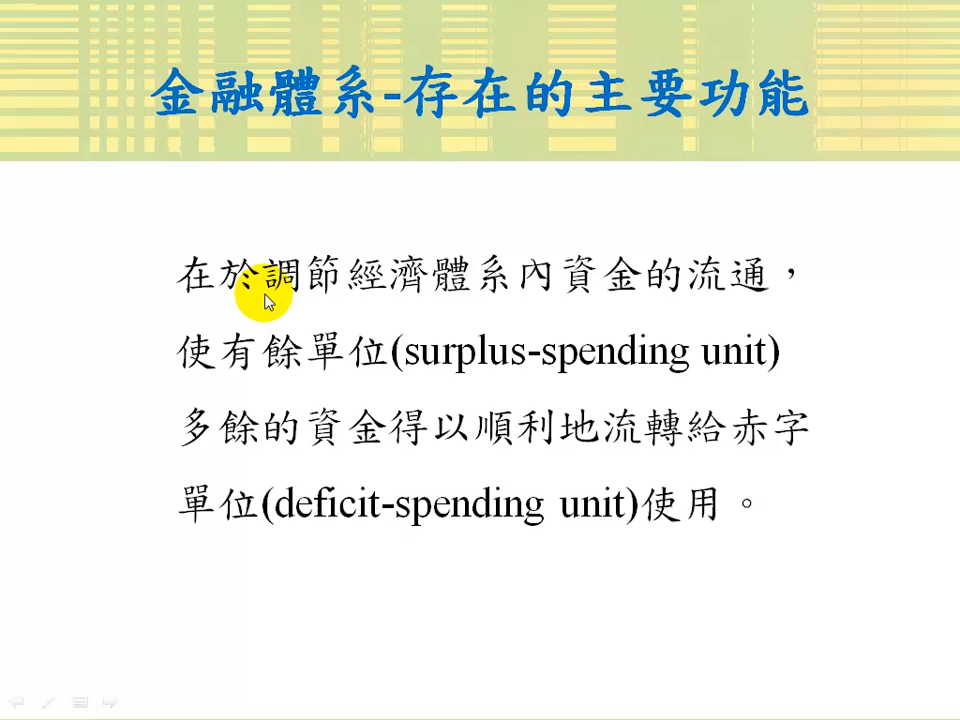 金融體系-存在的主要功能
在於調節經濟體系內資金的流通，
使有餘單位(surplus-spending unit)
多餘的資金得以順利地流轉給赤字
單位(deficit-spending unit)使用。